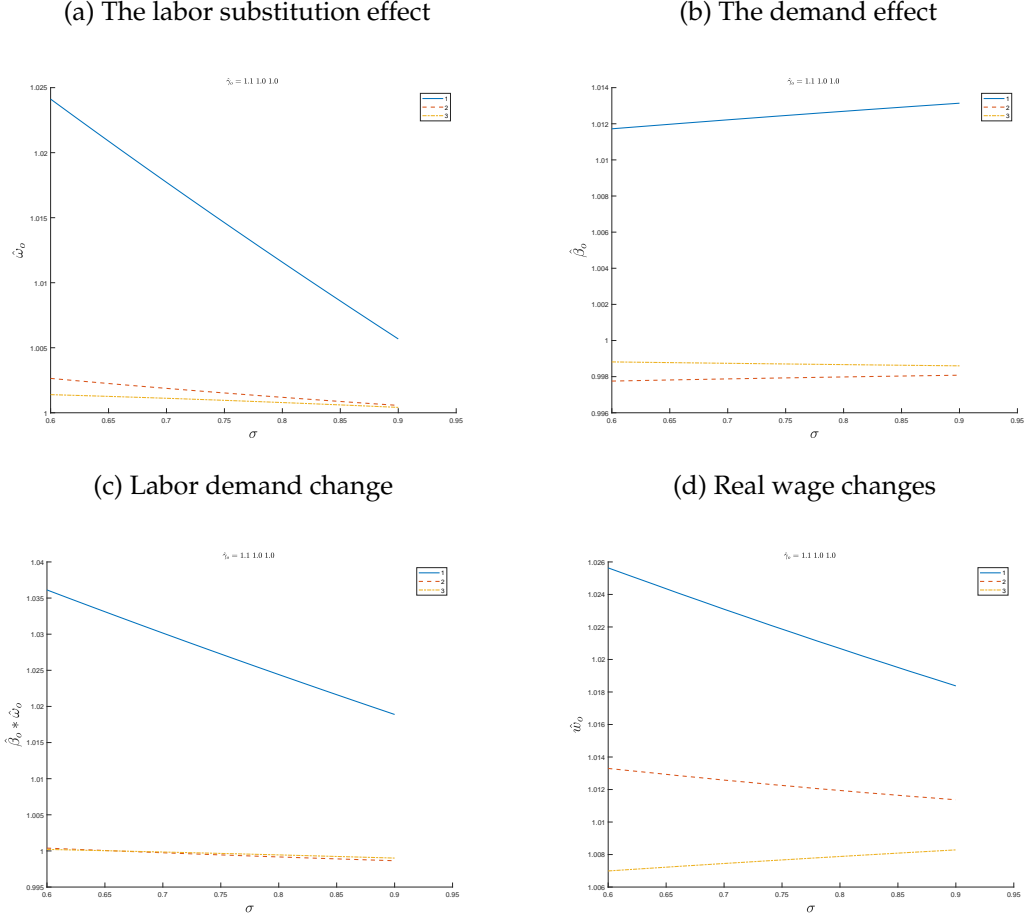 (a) The labor substitution effect
γ̂ₒ = 1.1 1.0 1.0
1.025
1.02
1.015
1.01
1.005
1
ω̂ₒ
0.6 0.65 0.7 0.75 0.8 0.85 0.9 0.95
σ
1
2
3
(b) The demand effect
γ̂ₒ = 1.1 1.0 1.0
1.014
1.012
1.01
1.008
1.006
1.004
1.002
1
0.998
0.996
β̂ₒ
0.6 0.65 0.7 0.75 0.8 0.85 0.9 0.95
σ
1
2
3
(c) Labor demand change
γ̂ₒ = 1.1 1.0 1.0
1.04
1.035
1.03
1.025
1.02
1.015
1.01
1.005
1
0.995
β̂ₒ * ω̂ₒ
0.6 0.65 0.7 0.75 0.8 0.85 0.9 0.95
σ
1
2
3
(d) Real wage changes
γ̂ₒ = 1.1 1.0 1.0
1.026
1.024
1.022
1.02
1.018
1.016
1.014
1.012
1.01
1.008
1.006
ŵₒ
0.6 0.65 0.7 0.75 0.8 0.85 0.9 0.95
σ
1
2
3